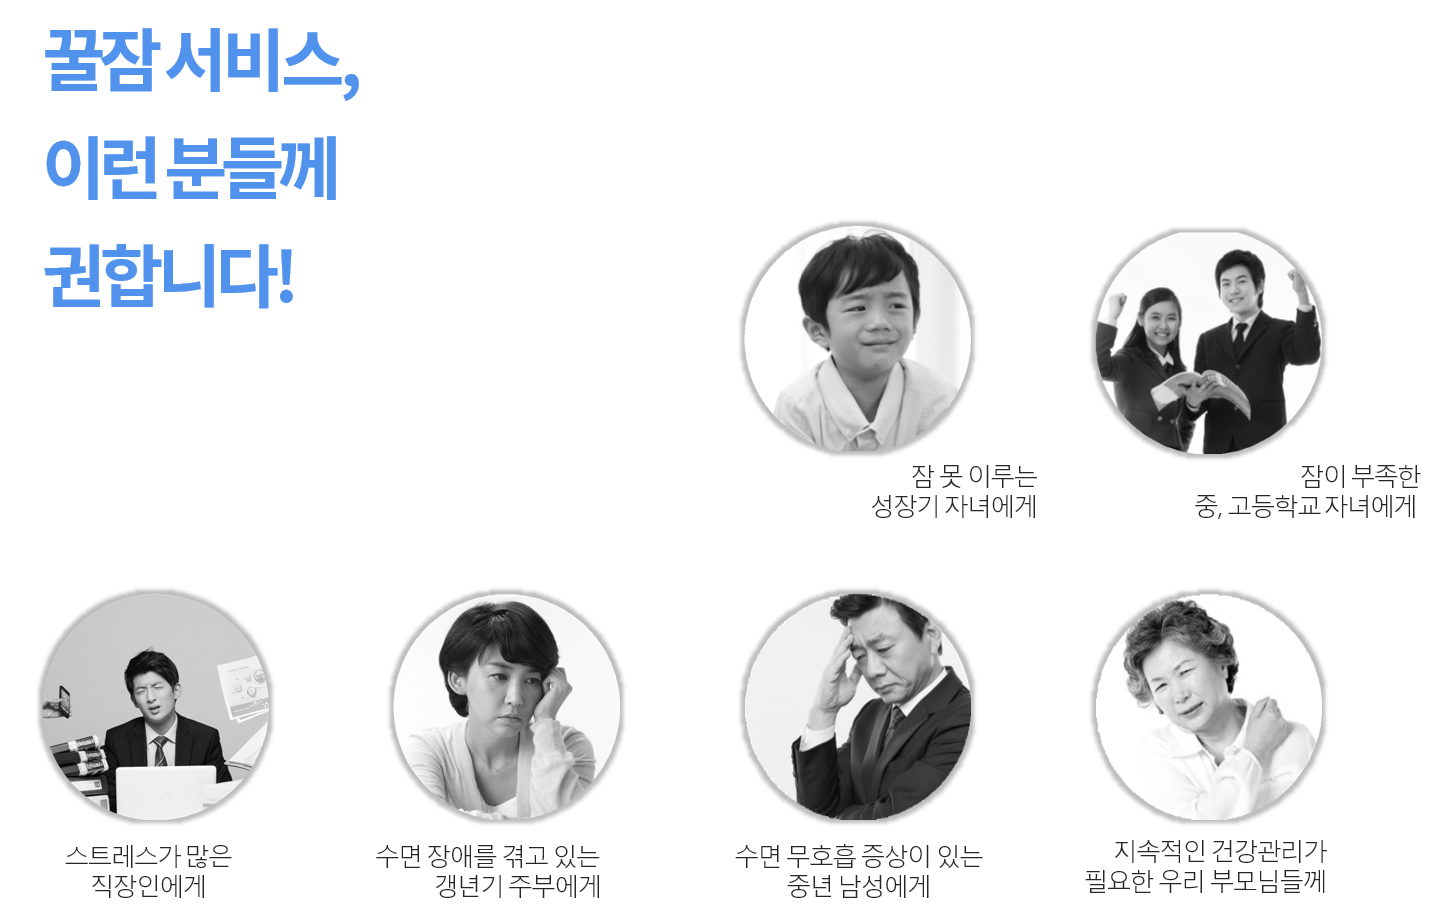 꿀잠 서비스,
이런 분들께
권합니다!
잠 못 이루는
성장기 자녀에게
잠이 부족한
중, 고등학교 자녀에게
스트레스가 많은
직장인에게
수면 장애를 겪고 있는
갱년기 주부에게
수면 무호흡 증상이 있는
중년 남성에게
지속적인 건강관리가
필요한 우리 부모님들께